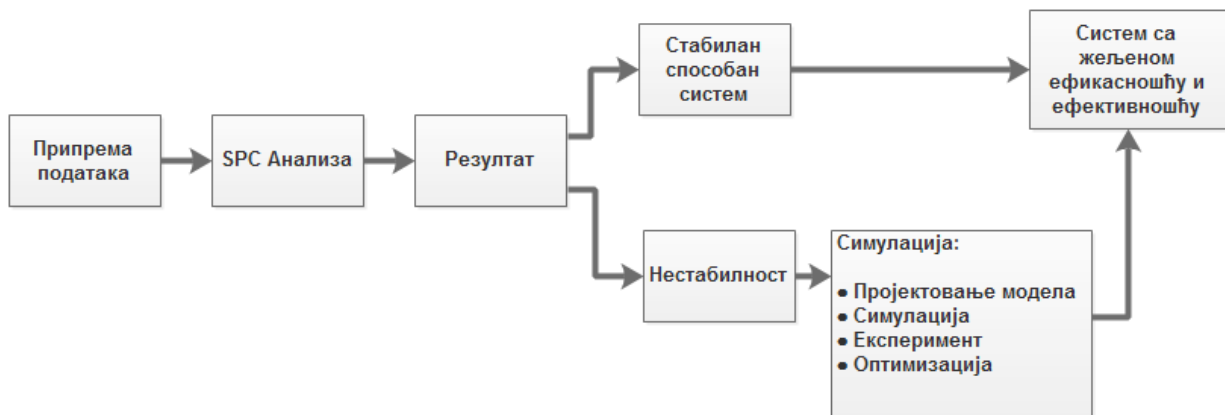 Припрема
података
SPC Анализа
Резултат
Стабилан
способан
систем
Систем са
жељеном
ефикасношћу и
ефективношћу
Нестабилност
Симулација:
● Пројектовање модела
● Симулација
● Експеримент
● Оптимизација